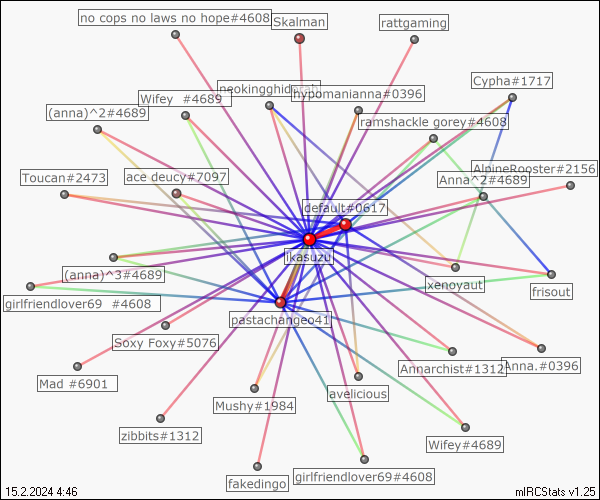 no cops no laws no hope#4608
Skalman
rattgaming
Cypha#1717
neokingghidorah
hypomanianna#0396
Wifey #4689
(anna)^2#4689
ramshackle gorey#4608
AlpineRooster#2156
Toucan#2473
ace deucy#7097
Anna^2#4689
default#0617
ikasuzu
(anna)^3#4689
xenoyaut
frisout
girlfriendlover69 #4608
pastachangeo41
Soxy Foxy#5076
Annarchist#1312
Anna.#0396
Mad #6901
avelicious
Mushy#1984
zibbits#1312
Wifey#4689
fakedingo
girlfriendlover69#4608
15.2.2024 4:46
mIRCStats v1.25